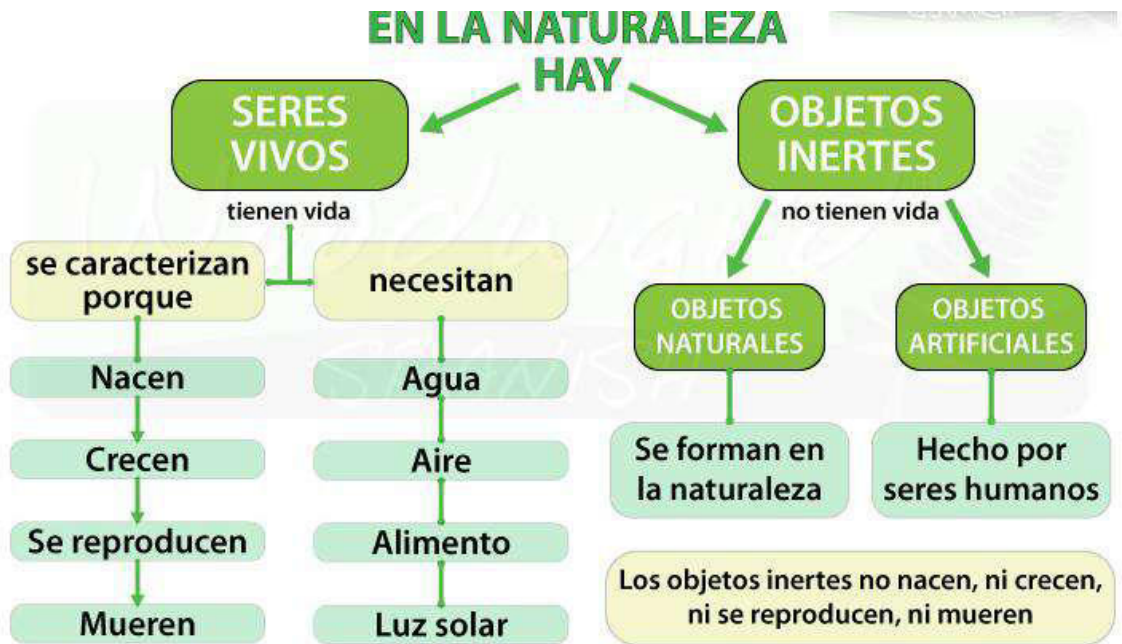 EN LA NATURALEZA
HAY
SERES
VIVOS
tienen vida
se caracterizan
porque
Nacen
Crecen
Se reproducen
Mueren
necesitan
Agua
Aire
Alimento
Luz solar
OBJETOS
INERTES
no tienen vida
OBJETOS
NATURALES
Se forman en
la naturaleza
OBJETOS
ARTIFICIALES
Hecho por
seres humanos
Los objetos inertes no nacen, ni crecen,
ni se reproducen, ni mueren
Woodward
SPANISH